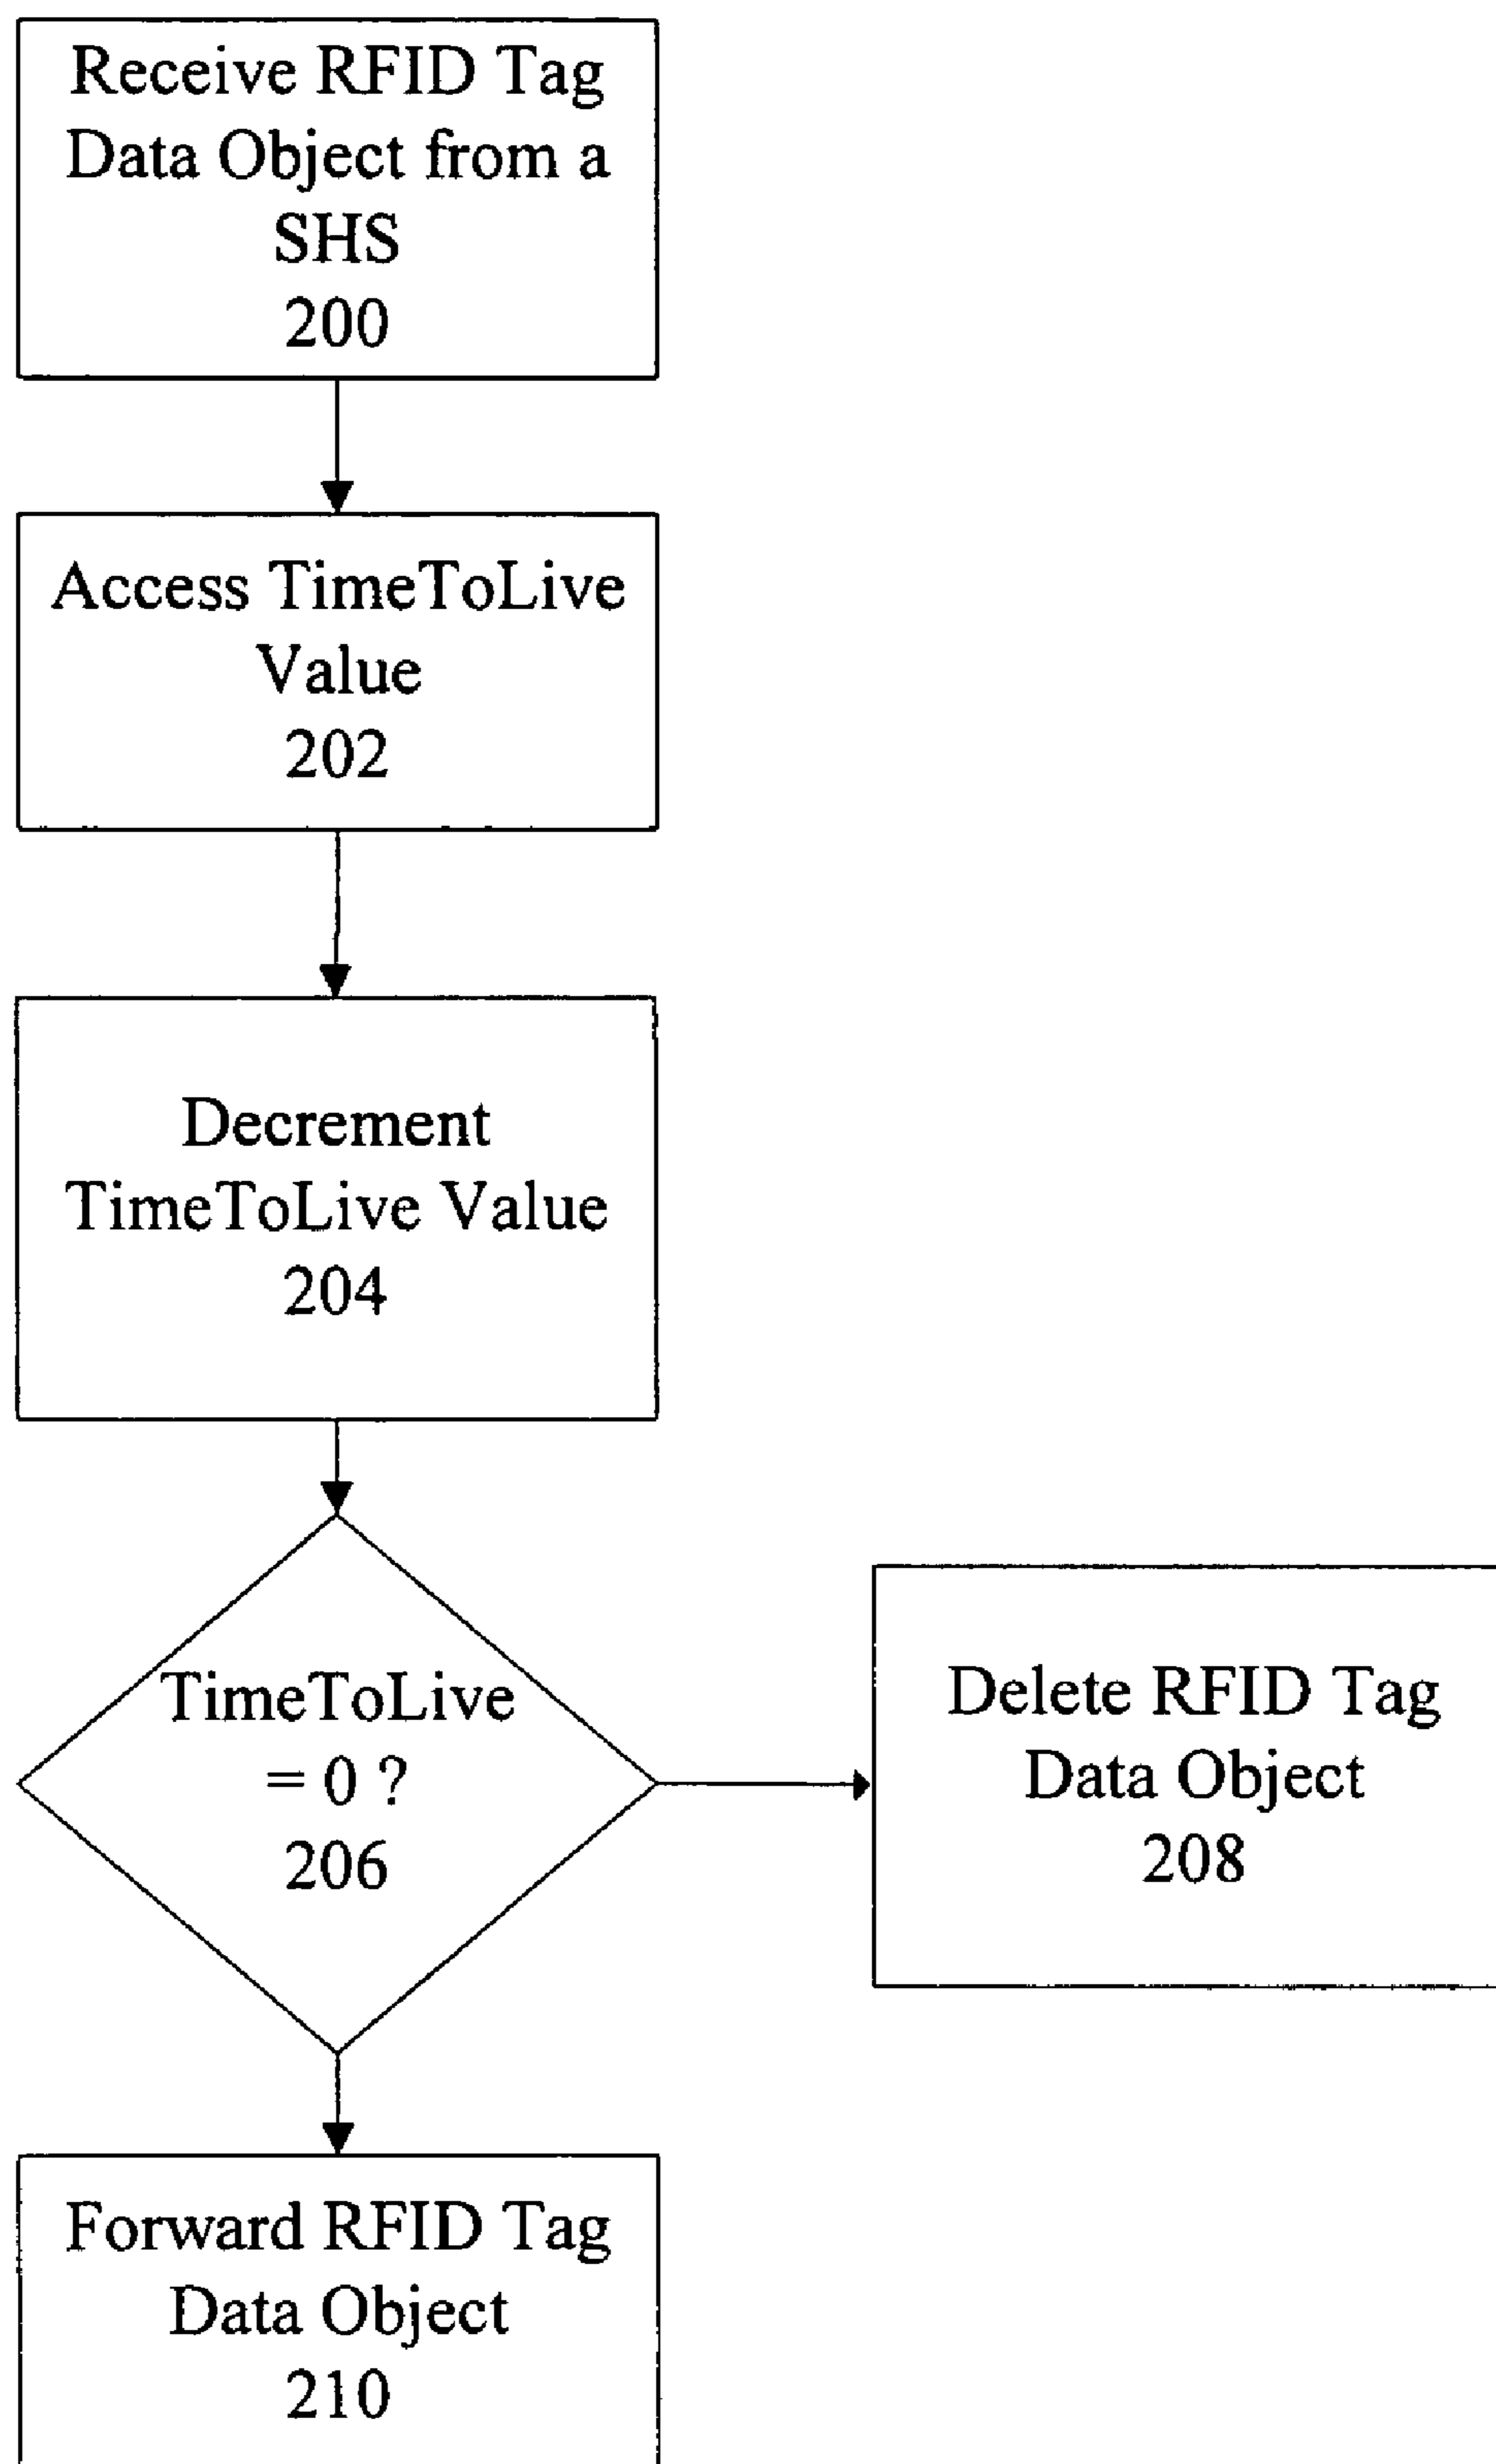 Receive RFID Tag
Data Object from a
SHS
200
Access TimeToLive
Value
202
Decrement
TimeToLive Value
204
TimeToLive
= 0 ?
206
Delete RFID Tag
Data Object
208
Forward RFID Tag
Data Object
210